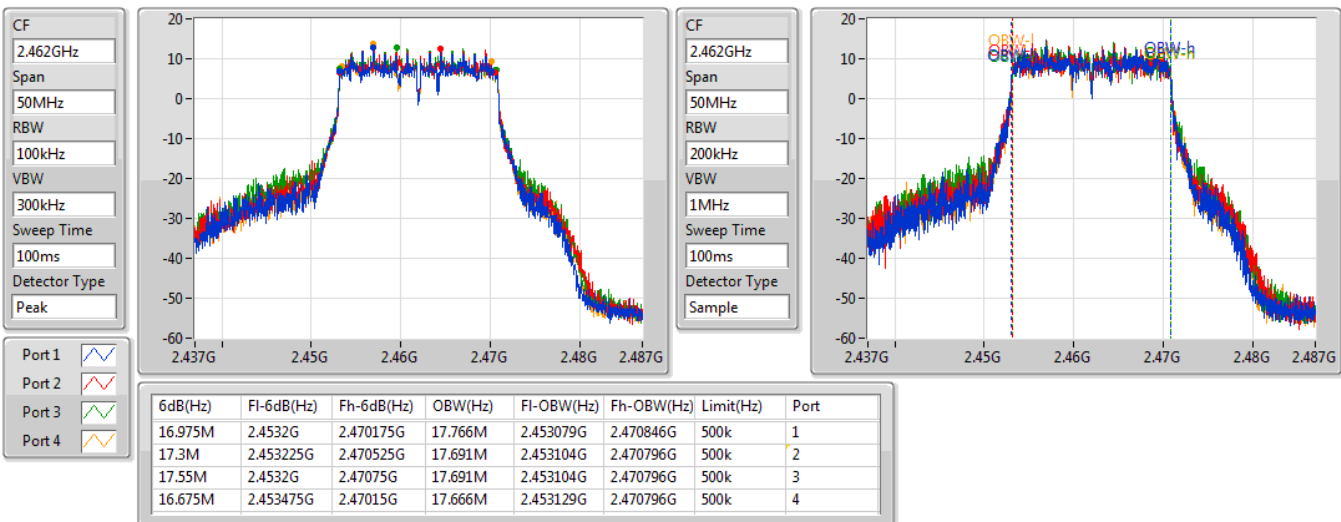 CF
2.462GHz
Span
50MHz
RBW
100kHz
VBW
300kHz
Sweep Time
100ms
Detector Type
Peak
20
10
0
-10
-20
-30
-40
-50
-60
2.437G 2.45G 2.46G 2.47G 2.48G 2.487G
CF
2.462GHz
Span
50MHz
RBW
200kHz
VBW
1MHz
Sweep Time
100ms
Detector Type
Sample
20
10
0
-10
-20
-30
-40
-50
-60
OBW-l
OBW-h
2.437G 2.45G 2.46G 2.47G 2.48G 2.487G
Port 1
Port 2
Port 3
Port 4
6dB(Hz) Fl-6dB(Hz) Fh-6dB(Hz) OBW(Hz) Fl-OBW(Hz) Fh-OBW(Hz) Limit(Hz) Port
16.975M 2.4532G 2.470175G 17.766M 2.453079G 2.470846G 500k 1
17.3M 2.453225G 2.470525G 17.691M 2.453104G 2.470796G 500k 2
17.55M 2.4532G 2.47075G 17.691M 2.453104G 2.470796G 500k 3
16.675M 2.453475G 2.47015G 17.666M 2.453129G 2.470796G 500k 4